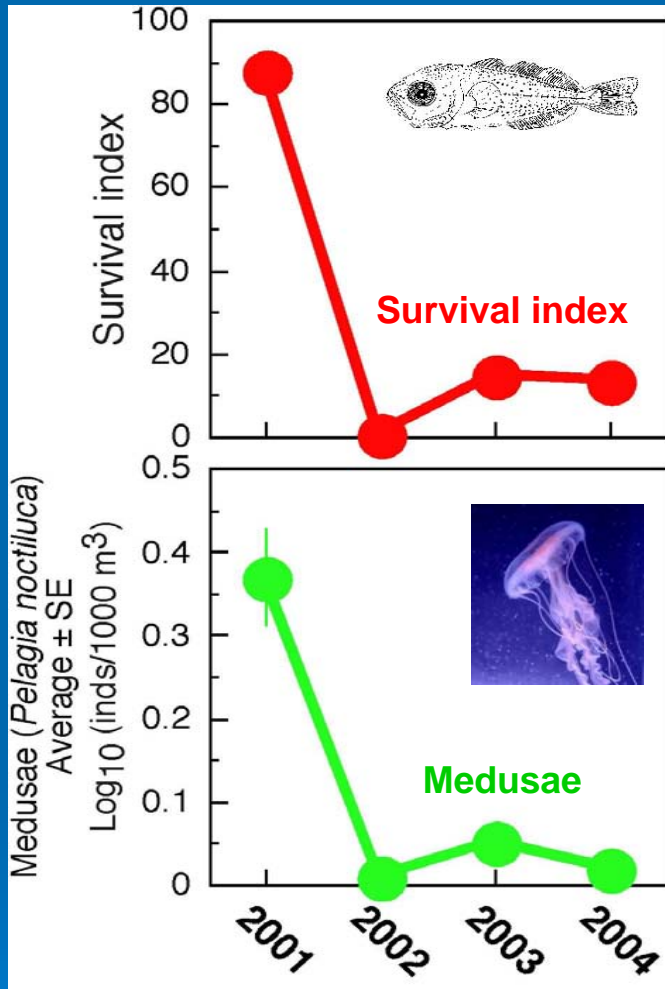 100
80
60
40
20
0
Survival index
Survival index
0.5
0.4
0.3
0.2
0.1
0
Medusae (Pelagia noctiluca)
Average ± SE
Log10 (inds/1000 m3)
Medusae
2001
2002
2003
2004